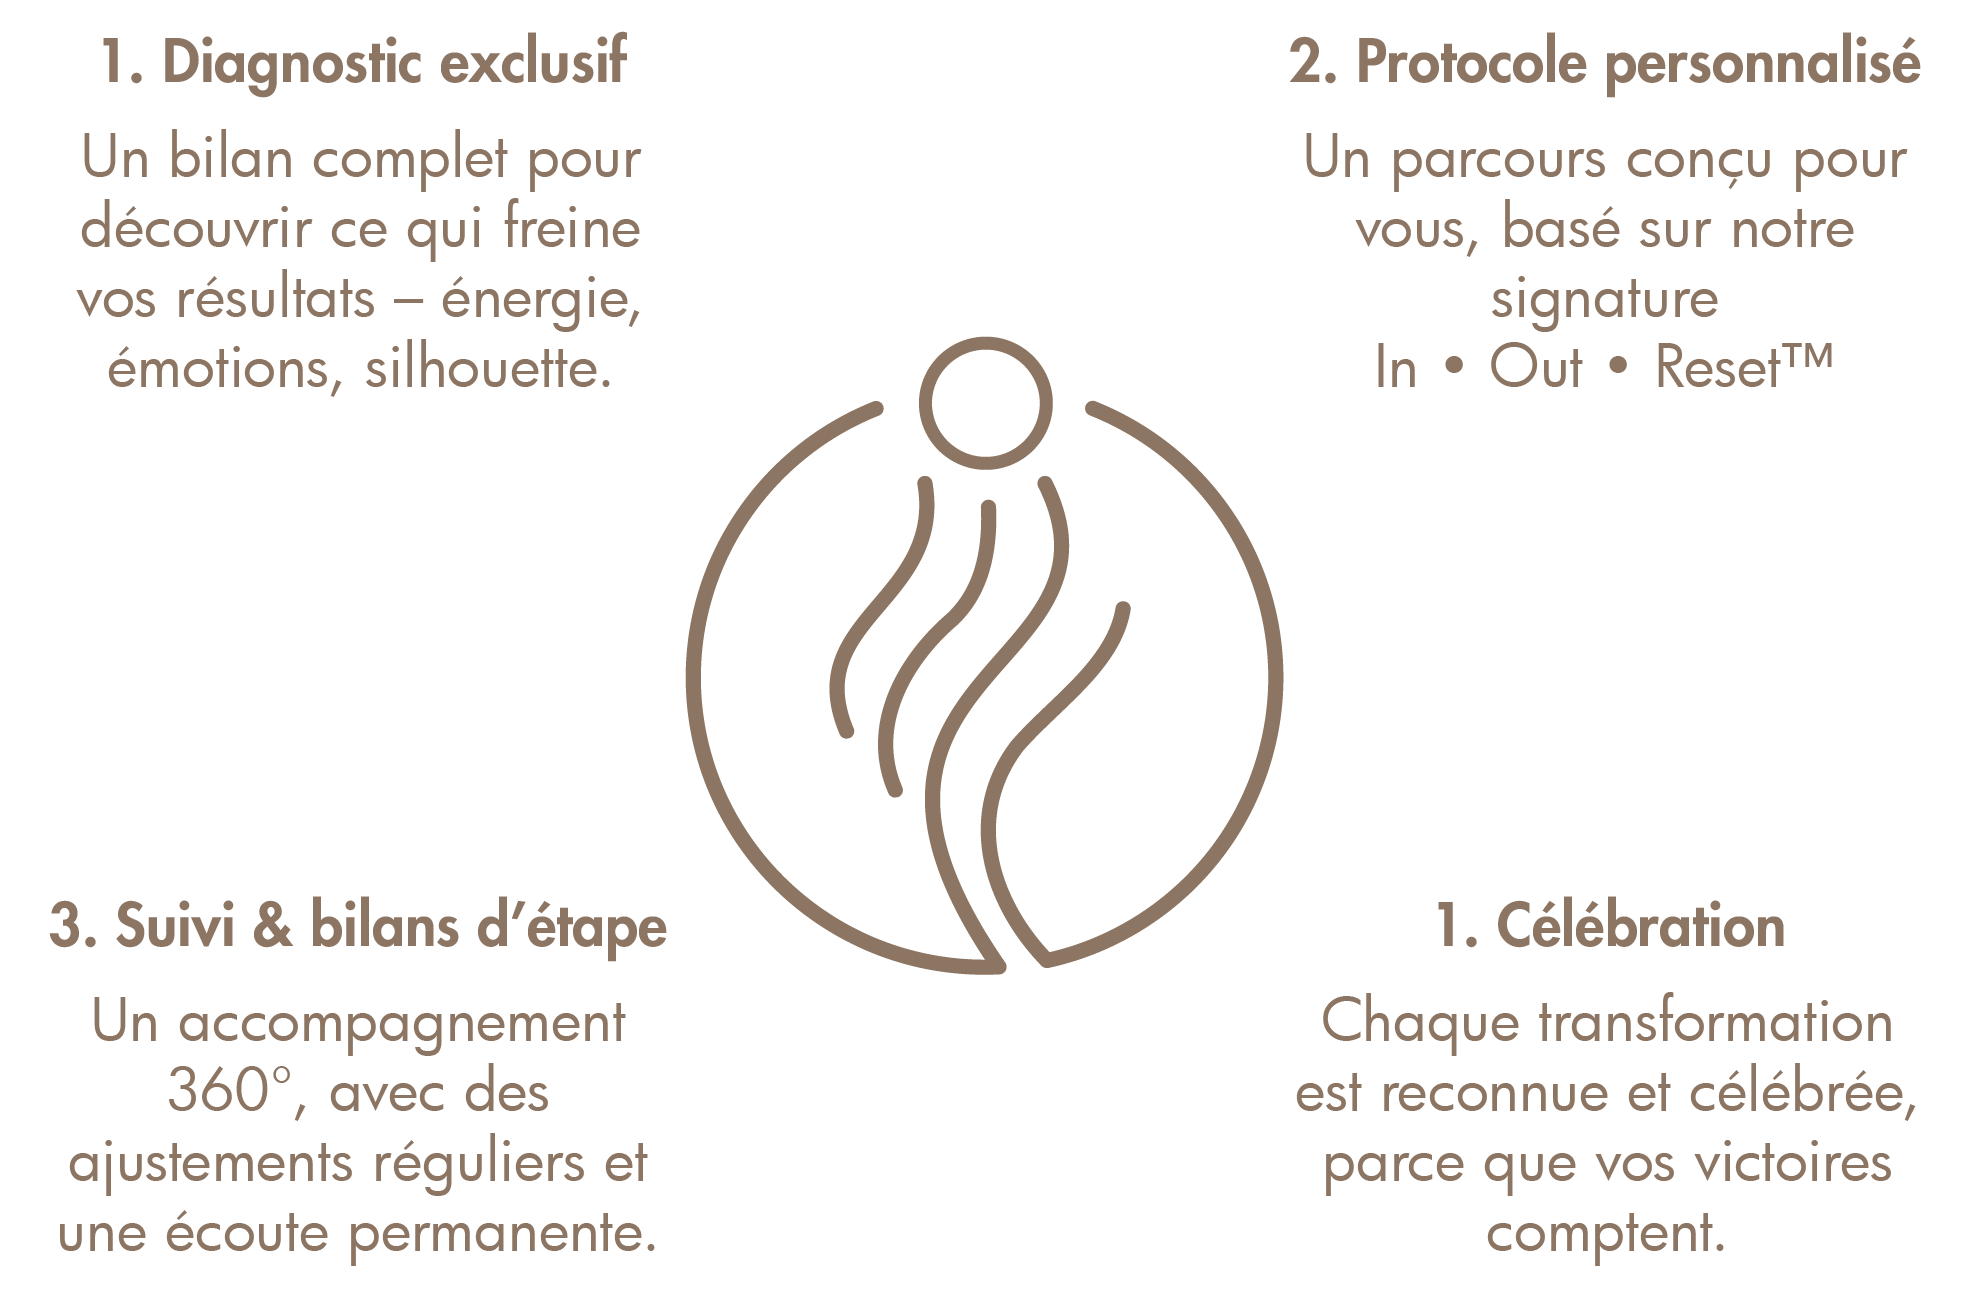 1. Diagnostic exclusif
Un bilan complet pour
découvrir ce qui freine
vos résultats – énergie,
émotions, silhouette.
2. Protocole personnalisé
Un parcours conçu pour
vous, basé sur notre
signature
In • Out • Reset™
3. Suivi & bilans d’étape
Un accompagnement
360°, avec des
ajustements réguliers et
une écoute permanente.
1. Célébration
Chaque transformation
est reconnue et célébrée,
parce que vos victoires
comptent.